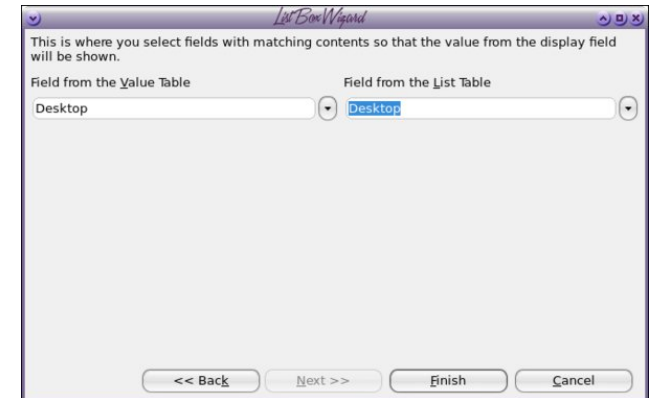 List Box Wizard
This is where you select fields with matching contents so that the value from the display field
will be shown.
Field from the Value Table Field from the List Table
Desktop Desktop
<< Back Next >> Finish Cancel